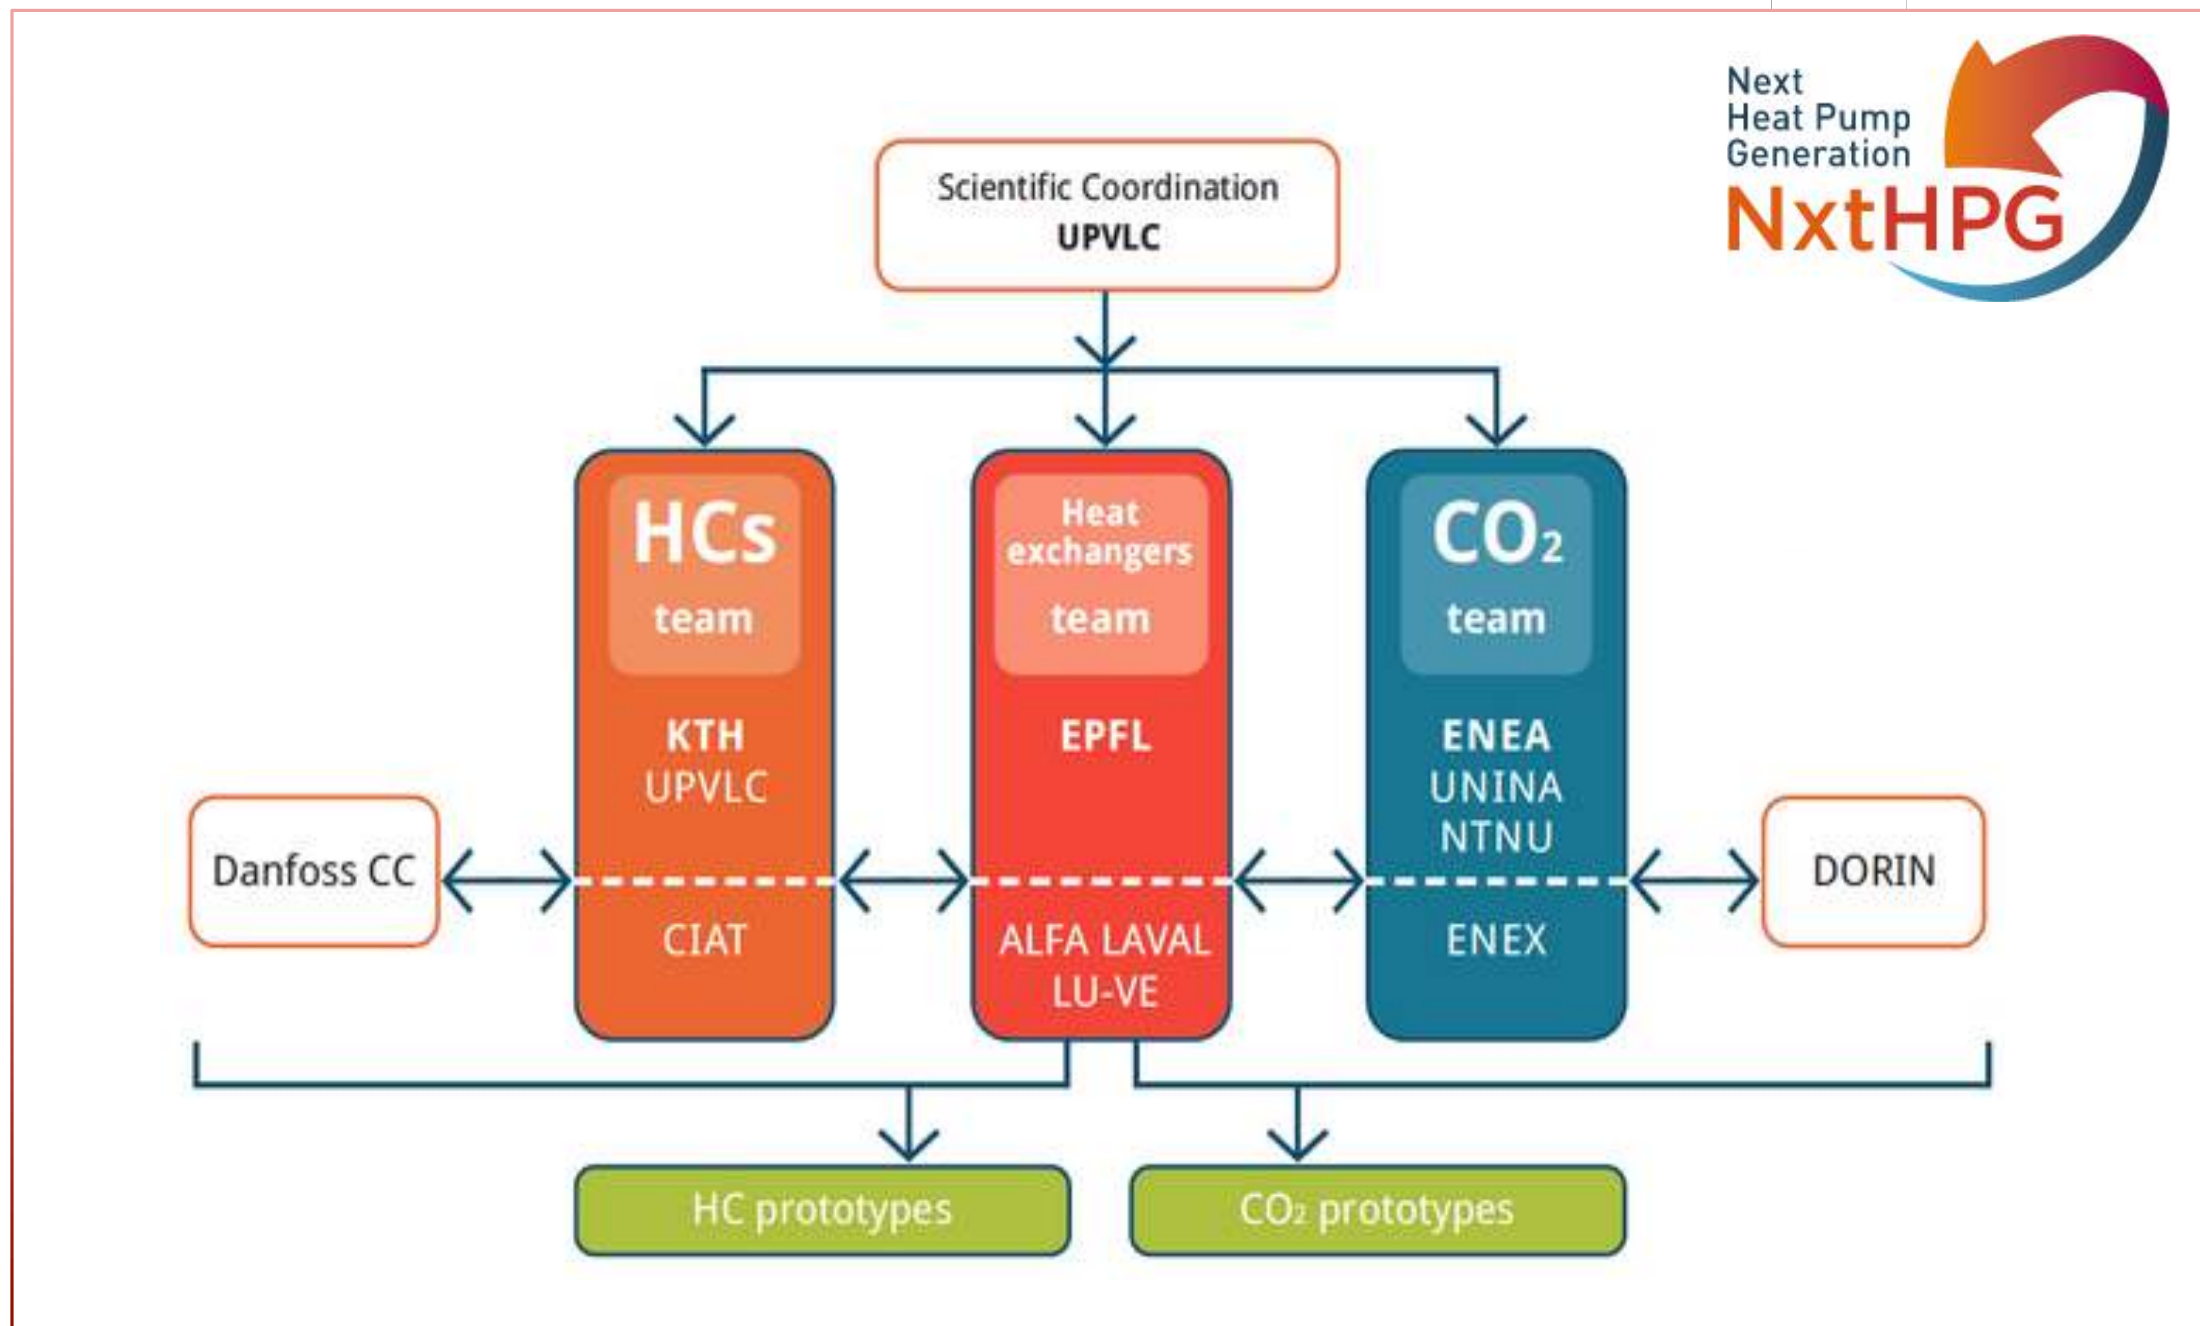 Next
Heat Pump
Generation
NxtHPG
Scientific Coordination
UPVLC
HCs
team
Heat
exchangers
team
CO₂
team
KTH
UPVLC
EPFL
ENEA
UNINA
NTNU
Danfoss CC
DORIN
CIAT
ALFA LAVAL
LU-VE
ENEX
HC prototypes
CO₂ prototypes